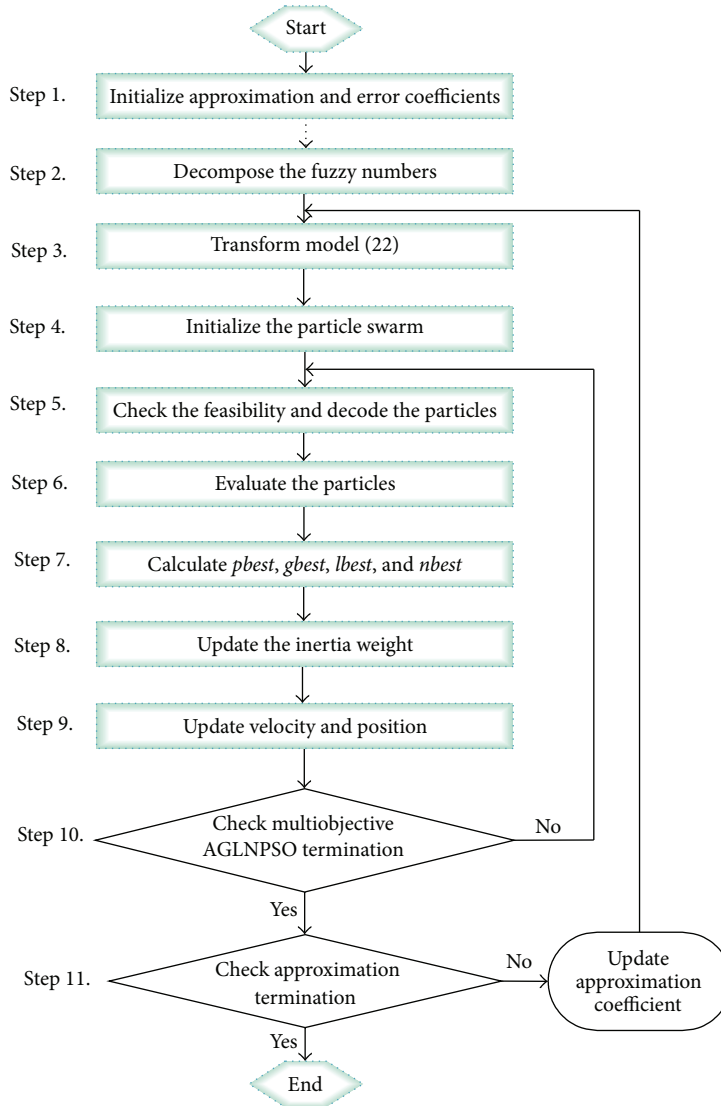 Start
Step 1.
Initialize approximation and error coefficients
Step 2.
Decompose the fuzzy numbers
Step 3.
Transform model (22)
Step 4.
Initialize the particle swarm
Step 5.
Check the feasibility and decode the particles
Step 6.
Evaluate the particles
Step 7.
Calculate pbest, gbest, lbest, and nbest
Step 8.
Update the inertia weight
Step 9.
Update velocity and position
Step 10.
Check multiobjective
AGLNPSO termination
No
Yes
Step 11.
Check approximation
termination
No
Update
approximation
coefficient
Yes
End